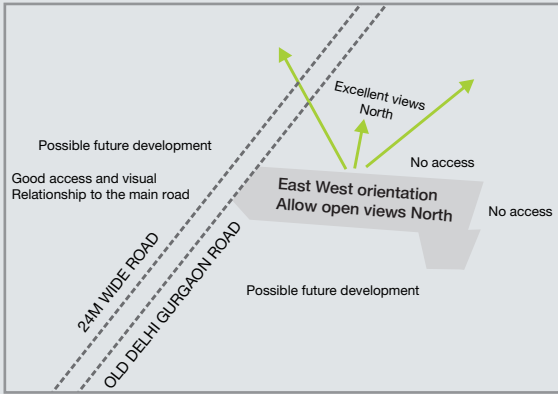 Excellent views
North
Possible future development
No access
Good access and visual
Relationship to the main road
East West orientation
Allow open views North
No access
24M WIDE ROAD
OLD DELHI GURGAON ROAD
Possible future development